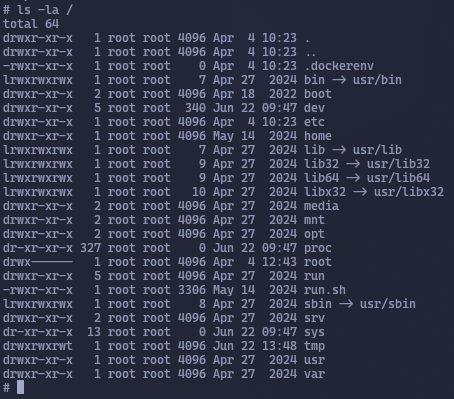 # ls -la /
total 64
drwxr-xr-x   1 root root 4096 Apr  4 10:23 .
drwxr-xr-x   1 root root 4096 Apr  4 10:23 ..
-rwxr-xr-x   1 root root    0 Apr  4 10:23 .dockerenv
lrwxrwxrwx   1 root root    7 Apr 27  2024 bin -> usr/bin
drwxr-xr-x   2 root root 4096 Apr 18  2022 boot
drwxr-xr-x   5 root root  340 Jun 22 09:47 dev
drwxr-xr-x   1 root root 4096 Apr  4 10:23 etc
drwxr-xr-x   1 root root 4096 May 14  2024 home
lrwxrwxrwx   1 root root    7 Apr 27  2024 lib -> usr/lib
lrwxrwxrwx   1 root root    9 Apr 27  2024 lib32 -> usr/lib32
lrwxrwxrwx   1 root root    9 Apr 27  2024 lib64 -> usr/lib64
lrwxrwxrwx   1 root root   10 Apr 27  2024 libx32 -> usr/libx32
drwxr-xr-x   2 root root 4096 Apr 27  2024 media
drwxr-xr-x   2 root root 4096 Apr 27  2024 mnt
drwxr-xr-x   2 root root 4096 Apr 27  2024 opt
dr-xr-xr-x 327 root root    0 Jun 22 09:47 proc
drwx------   1 root root 4096 Apr  4 12:43 root
drwxr-xr-x   5 root root 4096 Apr 27  2024 run
-rwxr-xr-x   1 root root 3306 May 14  2024 run.sh
lrwxrwxrwx   1 root root    8 Apr 27  2024 sbin -> usr/sbin
drwxr-xr-x   2 root root 4096 Apr 27  2024 srv
dr-xr-xr-x  13 root root    0 Jun 22 09:47 sys
drwxrwxrwt   1 root root 4096 Jun 22 13:48 tmp
drwxr-xr-x   1 root root 4096 Apr 27  2024 usr
drwxr-xr-x   1 root root 4096 Apr 27  2024 var
#